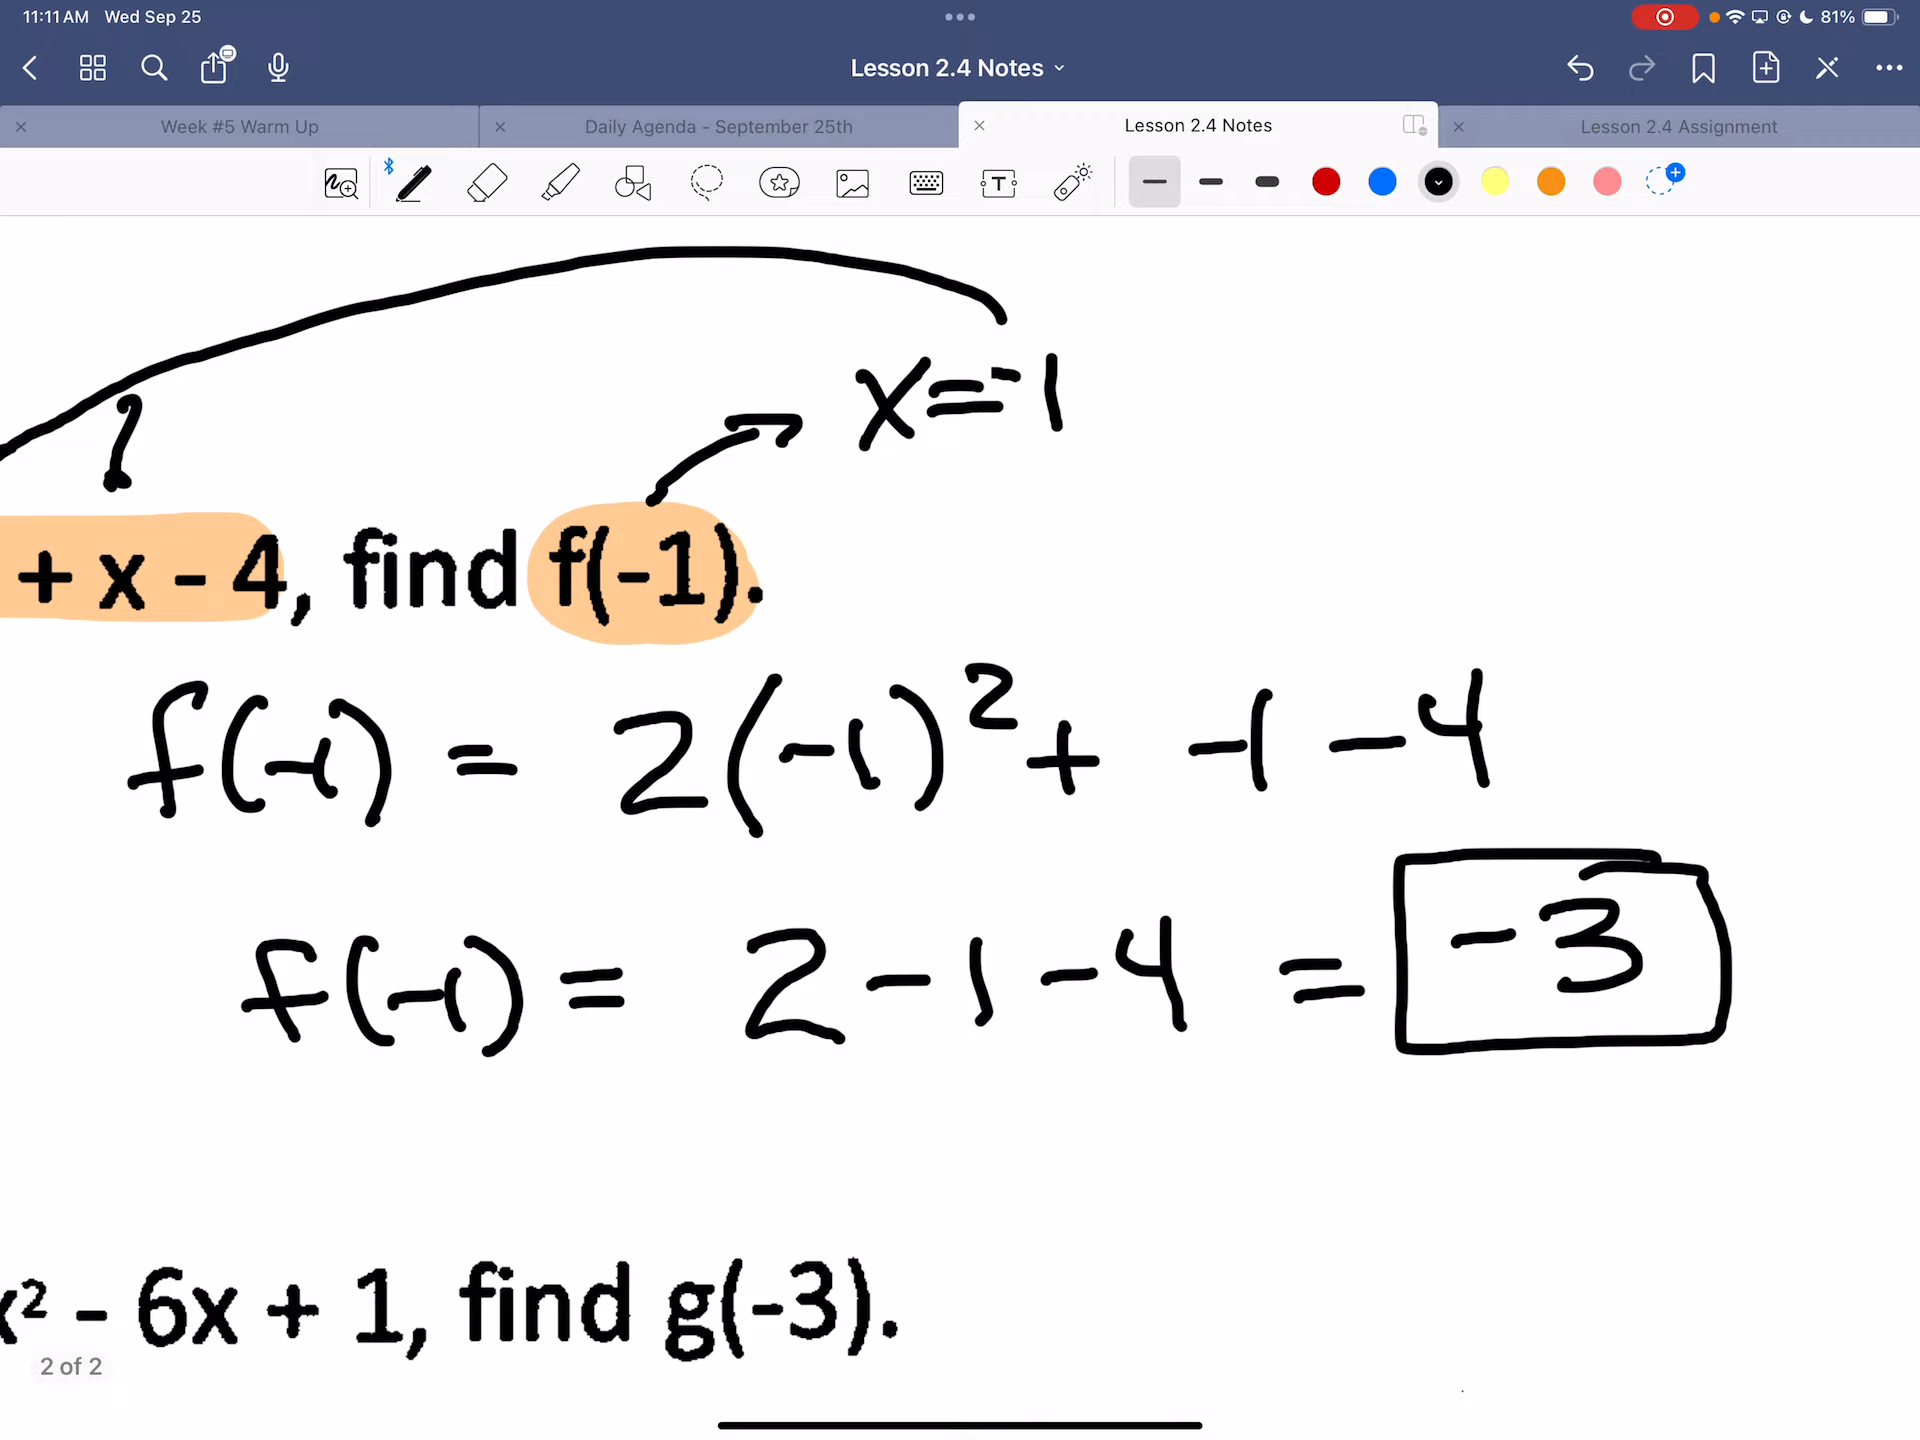 11:11 AM Wed Sep 25
81%
Lesson 2.4 Notes
Week #5 Warm Up
Daily Agenda - September 25th
Lesson 2.4 Notes
Lesson 2.4 Assignment
T
x = -1
+ x - 4, find f(-1).
f(-1) = 2(-1)² + -1 - 4
f(-1) = 2 - 1 - 4 = -3
x² - 6x + 1, find g(-3).
2 of 2